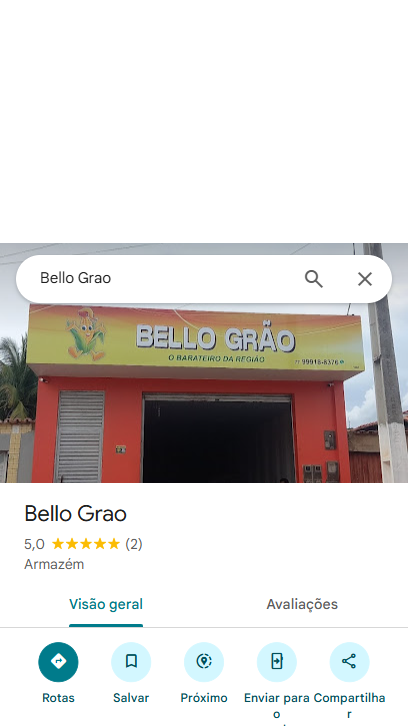 Bello Grao
BELLO GRÃO
O BARATEIRO DA REGIÃO
99918-8376
Bello Grao
5,0 ★★★★★ (2)
Armazém
Visão geral Avaliações
Rotas Salvar Próximo Enviar para o Compartilhar